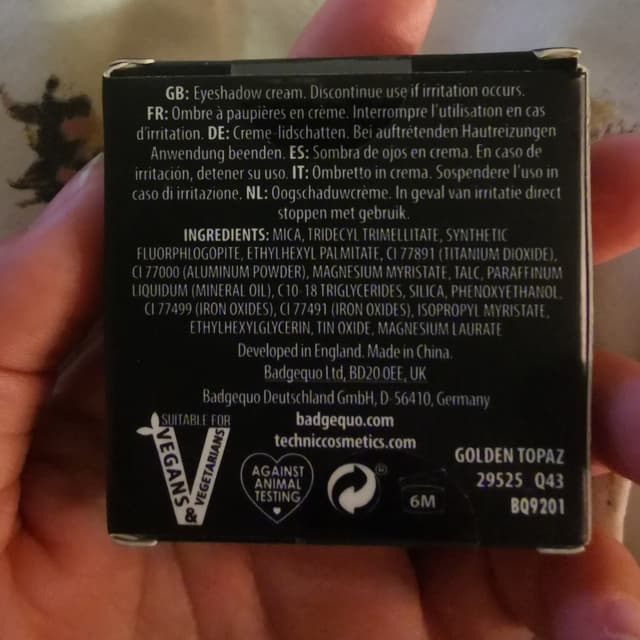 GB: Eyeshadow cream. Discontinue use if irritation occurs.
FR: Ombre à paupières en crème. Interrompre l'utilisation en cas
d'irritation. DE: Creme-lidschatten. Bei auftretenden Hautreizungen
Anwendung beenden. ES: Sombra de ojos en crema. En caso de
irritación, detener su uso. IT: Ombretto in crema. Sospendere l'uso in
caso di irritazione. NL: Oogschaduwcrème. In geval van irritatie direct
stoppen met gebruik.
INGREDIENTS: MICA, TRIDECYL TRIMELLITATE, SYNTHETIC
FLUORPHLOGOPITE, ETHYLHEXYL PALMITATE, CI 77891 (TITANIUM DIOXIDE),
CI 77000 (ALUMINUM POWDER), MAGNESIUM MYRISTATE, TALC, PARAFFINUM
LIQUIDUM (MINERAL OIL), C10-18 TRIGLYCERIDES, SILICA, PHENOXYETHANOL,
CI 77499 (IRON OXIDES), CI 77491 (IRON OXIDES), ISOPROPYL MYRISTATE,
ETHYLHEXYLGLYCERIN, TIN OXIDE, MAGNESIUM LAURATE
Developed in England. Made in China.
Badgequo Ltd, BD20 0EE, UK
Badgequo Deutschland GmbH, D-56410, Germany
badgequo.com
techniccosmetics.com
SUITABLE FOR
VEGANS
& VEGETARIANS
AGAINST
ANIMAL
TESTING
6M
GOLDEN TOPAZ
29525 Q43
BQ9201